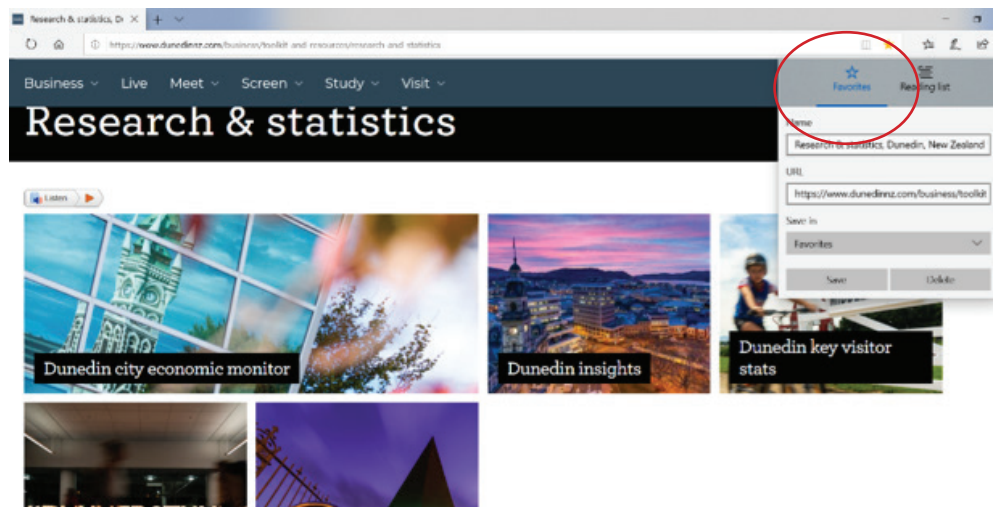 Research & statistics, D
https://www.dunedinnz.com/business/toolkit and resources/research and statistics
Business Live Meet Screen Study Visit
Favorites Reading list
Research & statistics
Name
Research & statistics, Dunedin, New Zealand
URL
https://www.dunedinnz.com/business/toolkit
Save in
Favorites
Save Delete
Listen
Dunedin city economic monitor
Dunedin insights
Dunedin key visitor
stats